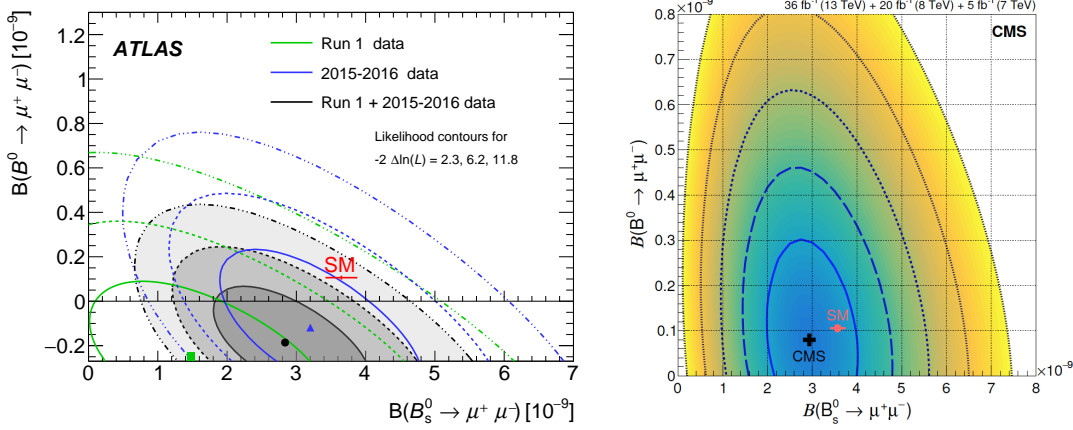 ATLAS
Run 1 data
2015-2016 data
Run 1 + 2015-2016 data
Likelihood contours for
-2 Δln(L) = 2.3, 6.2, 11.8
SM
B(B⁰ → μ⁺ μ⁻) [10⁻⁹]
1.2
1
0.8
0.6
0.4
0.2
0
−0.2
0 1 2 3 4 5 6 7
B(B⁰ₛ → μ⁺ μ⁻) [10⁻⁹]
×10⁻⁹
36 fb⁻¹ (13 TeV) + 20 fb⁻¹ (8 TeV) + 5 fb⁻¹ (7 TeV)
CMS
SM
CMS
B(B⁰ → μ⁺μ⁻)
0.8
0.7
0.6
0.5
0.4
0.3
0.2
0.1
0
0 1 2 3 4 5 6 7 8
×10⁻⁹
B(B⁰ₛ → μ⁺μ⁻)